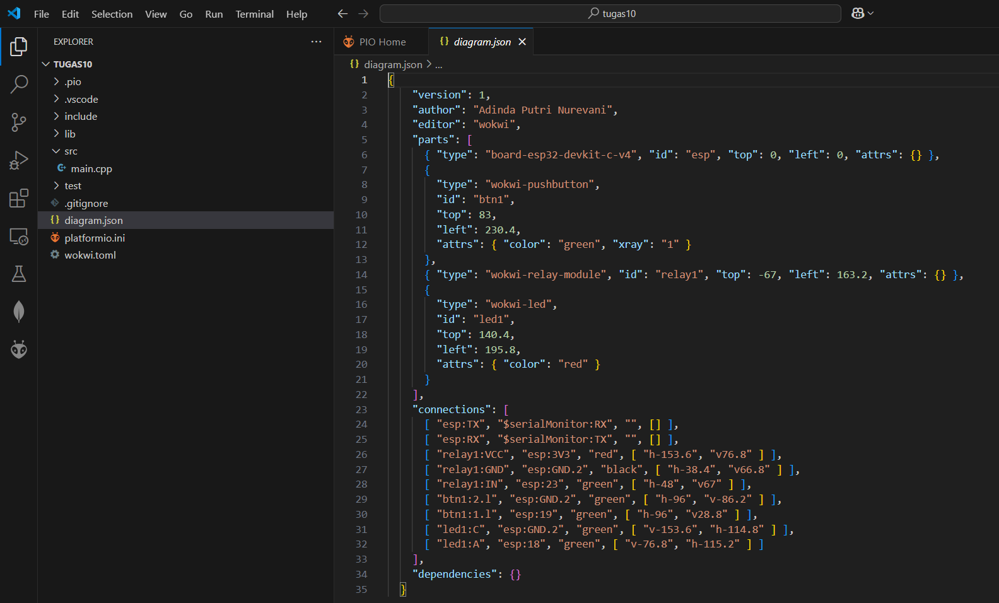 File Edit Selection View Go Run Terminal Help tugas10
EXPLORER
TUGAS10
.pio
.vscode
include
lib
src
main.cpp
test
.gitignore
diagram.json
platformio.ini
wokwi.toml
PIO Home {} diagram.json
{} diagram.json > ...
1 {
2 "version": 1,
3 "author": "Adinda Putri Nurevani",
4 "editor": "wokwi",
5 "parts": [
6 { "type": "board-esp32-devkit-c-v4", "id": "esp", "top": 0, "left": 0, "attrs": {} },
7 {
8 "type": "wokwi-pushbutton",
9 "id": "btn1",
10 "top": 83,
11 "left": 230.4,
12 "attrs": { "color": "green", "xray": "1" }
13 },
14 { "type": "wokwi-relay-module", "id": "relay1", "top": -67, "left": 163.2, "attrs": {} },
15 {
16 "type": "wokwi-led",
17 "id": "led1",
18 "top": 140.4,
19 "left": 195.8,
20 "attrs": { "color": "red" }
21 }
22 ],
23 "connections": [
24 [ "esp:TX", "$serialMonitor:RX", "", [] ],
25 [ "esp:RX", "$serialMonitor:TX", "", [] ],
26 [ "relay1:VCC", "esp:3V3", "red", [ "h-153.6", "v76.8" ] ],
27 [ "relay1:GND", "esp:GND.2", "black", [ "h-38.4", "v66.8" ] ],
28 [ "relay1:IN", "esp:23", "green", [ "h-48", "v67" ] ],
29 [ "btn1:2.l", "esp:GND.2", "green", [ "h-96", "v-86.2" ] ],
30 [ "btn1:1.l", "esp:19", "green", [ "h-96", "v28.8" ] ],
31 [ "led1:C", "esp:GND.2", "green", [ "v-153.6", "h-114.8" ] ],
32 [ "led1:A", "esp:18", "green", [ "v-76.8", "h-115.2" ] ]
33 ],
34 "dependencies": {}
35 }